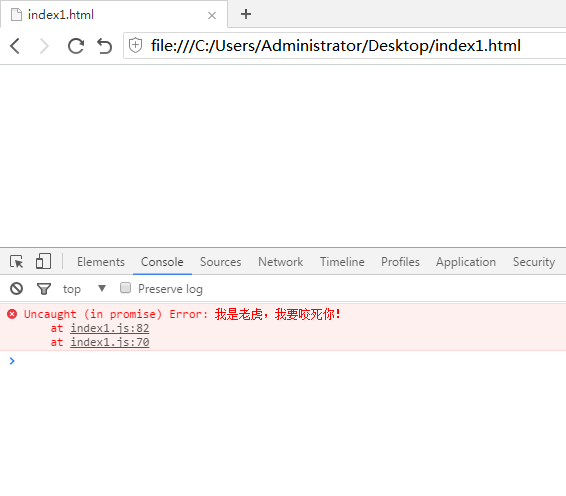 index1.html
file:///C:/Users/Administrator/Desktop/index1.html
Elements Console Sources Network Timeline Profiles Application Security
top Preserve log
Uncaught (in promise) Error: 我是老虎，我要咬死你！
at index1.js:82
at index1.js:70